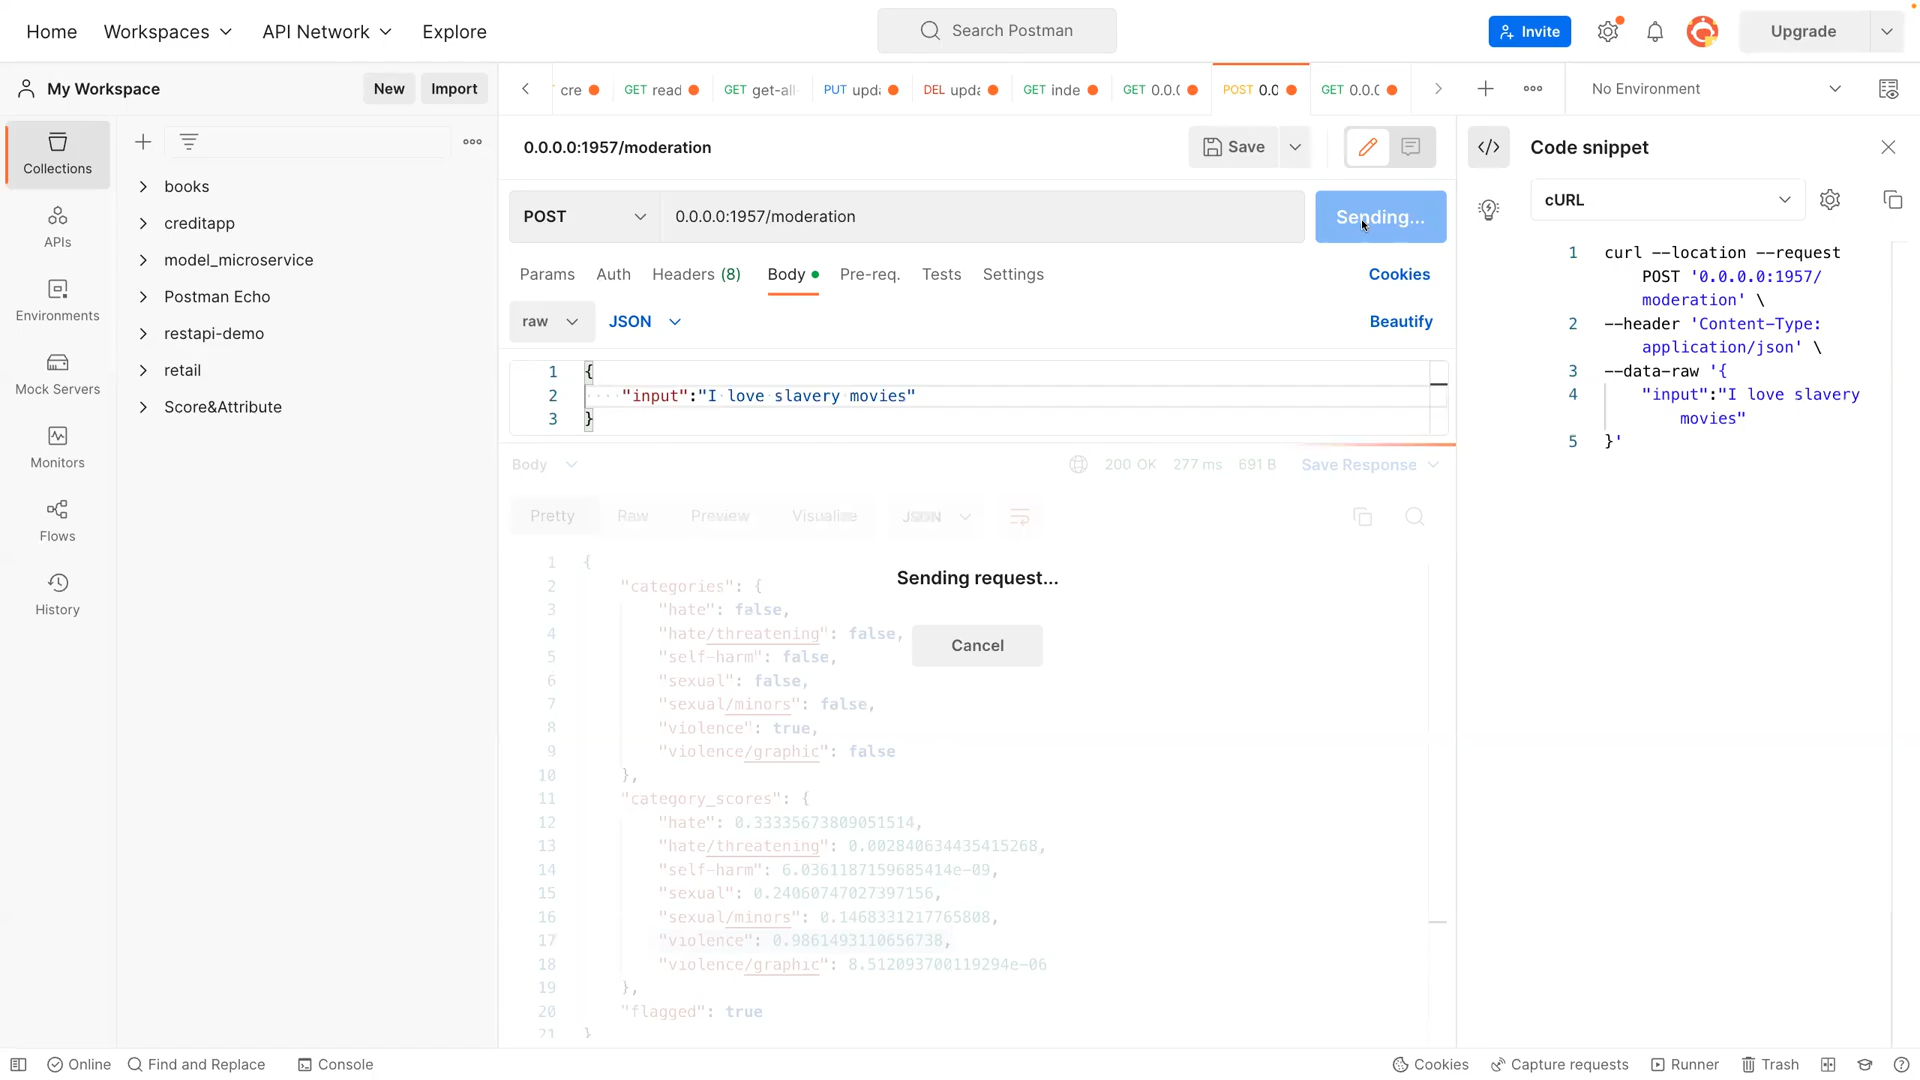 Home Workspaces API Network Explore Search Postman Invite Upgrade
My Workspace New Import cre GET read GET get-all PUT upda DEL upda GET inde GET 0.0.0 POST 0.0 GET 0.0.0 No Environment
Collections
APIs
Environments
Mock Servers
Monitors
Flows
History
books
creditapp
model_microservice
Postman Echo
restapi-demo
retail
Score&Attribute
0.0.0.0:1957/moderation Save
POST 0.0.0.0:1957/moderation Sending...
Params Auth Headers (8) Body Pre-req. Tests Settings Cookies
raw JSON Beautify
1 {
2 "input":"I love slavery movies"
3 }
Body 200 OK 277 ms 691 B Save Response
Pretty Raw Preview Visualize JSON
Sending request...
Cancel
1 {
2 "categories": {
3 "hate": false,
4 "hate/threatening": false,
5 "self-harm": false,
6 "sexual": false,
7 "sexual/minors": false,
8 "violence": true,
9 "violence/graphic": false
10 },
11 "category_scores": {
12 "hate": 0.33335673809051514,
13 "hate/threatening": 0.002840634435415268,
14 "self-harm": 6.0361187159685414e-09,
15 "sexual": 0.24060747027397156,
16 "sexual/minors": 0.1468331217765808,
17 "violence": 0.9861493110656738,
18 "violence/graphic": 8.512093700119294e-06
19 },
20 "flagged": true
21 }
Code snippet
cURL
1 curl --location --request
POST '0.0.0.0:1957/
moderation' \
2 --header 'Content-Type:
application/json' \
3 --data-raw '{
4 "input":"I love slavery
movies"
5 }'
Online Find and Replace Console Cookies Capture requests Runner Trash